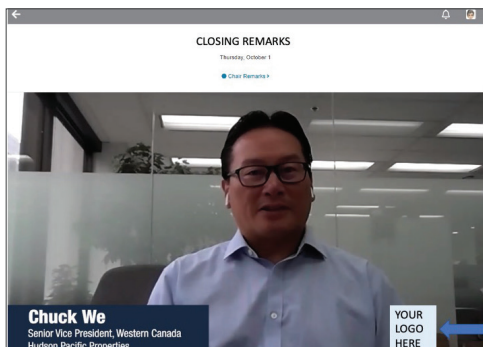 CLOSING REMARKS
Thursday, October 1
Chair Remarks >
Chuck We
Senior Vice President, Western Canada
Hudson Pacific Properties
YOUR
LOGO
HERE